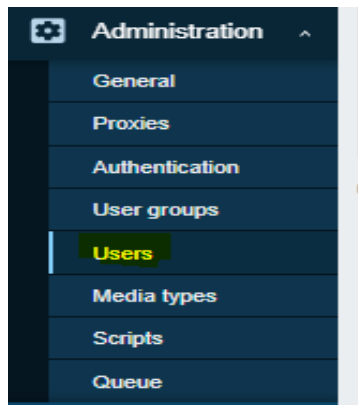 Administration
General
Proxies
Authentication
User groups
Users
Media types
Scripts
Queue